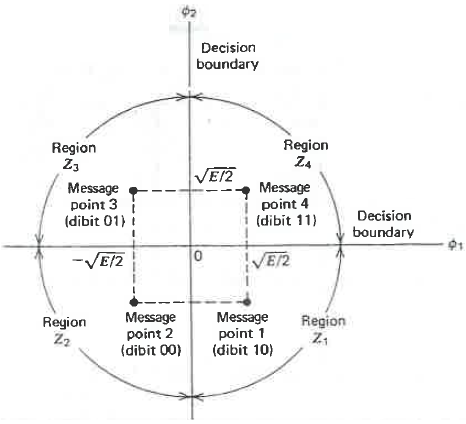 ϕ2
Decision
boundary
Region
Z3
Region
Z4
√E/2
Message
point 3
(dibit 01)
Message
point 4
(dibit 11)
Decision
boundary
ϕ1
−√E/2
0
√E/2
Region
Z2
Message
point 2
(dibit 00)
Message
point 1
(dibit 10)
Region
Z1